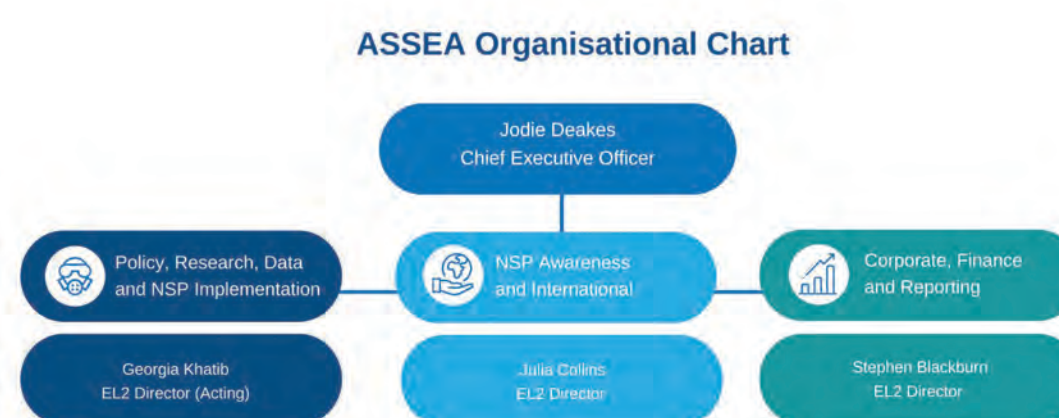 ASSEA Organisational Chart
Jodie Deakes
Chief Executive Officer
Policy, Research, Data
and NSP Implementation
NSP Awareness
and International
Corporate, Finance
and Reporting
Georgia Khatib
EL2 Director (Acting)
Julia Collins
EL2 Director
Stephen Blackburn
EL2 Director